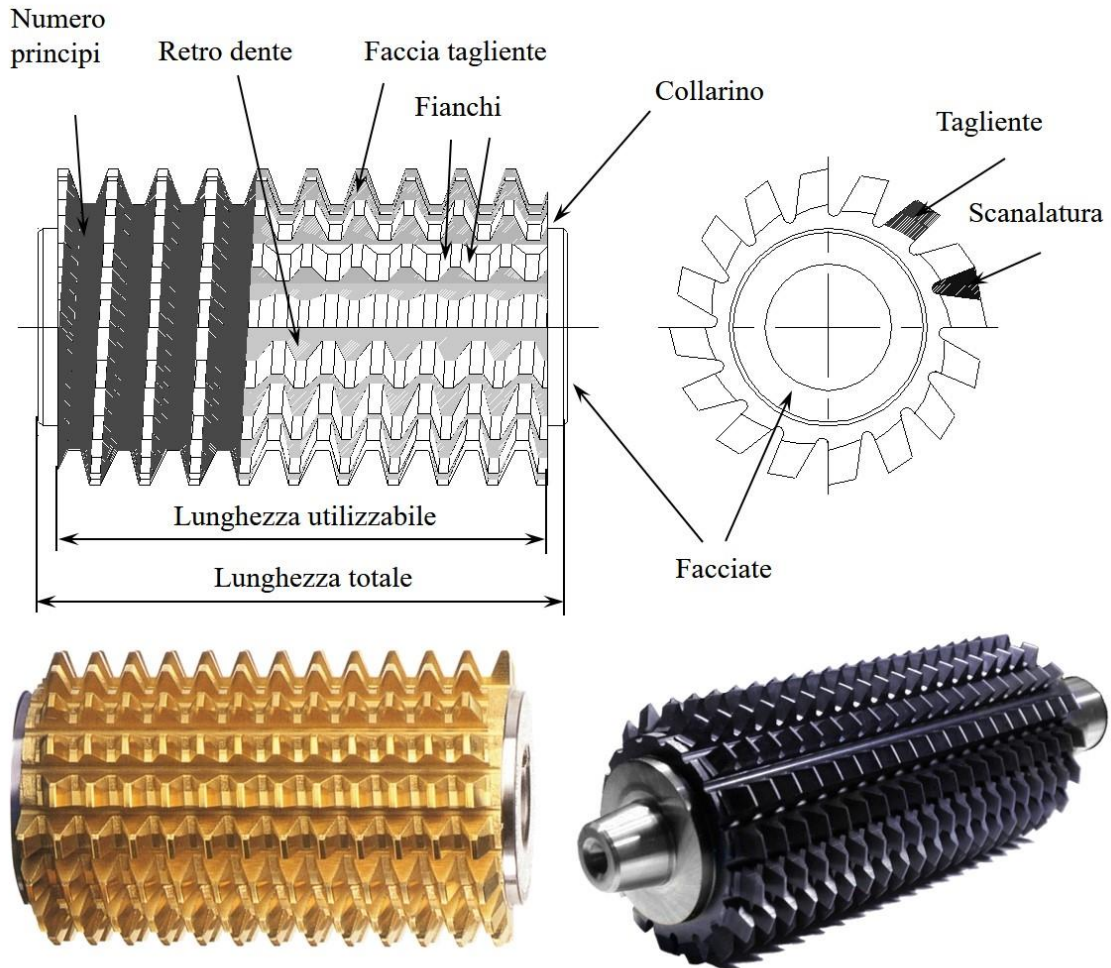 Numero
principi
Retro dente
Faccia tagliente
Fianchi
Collarino
Tagliente
Scanalatura
Lunghezza utilizzabile
Lunghezza totale
Facciate